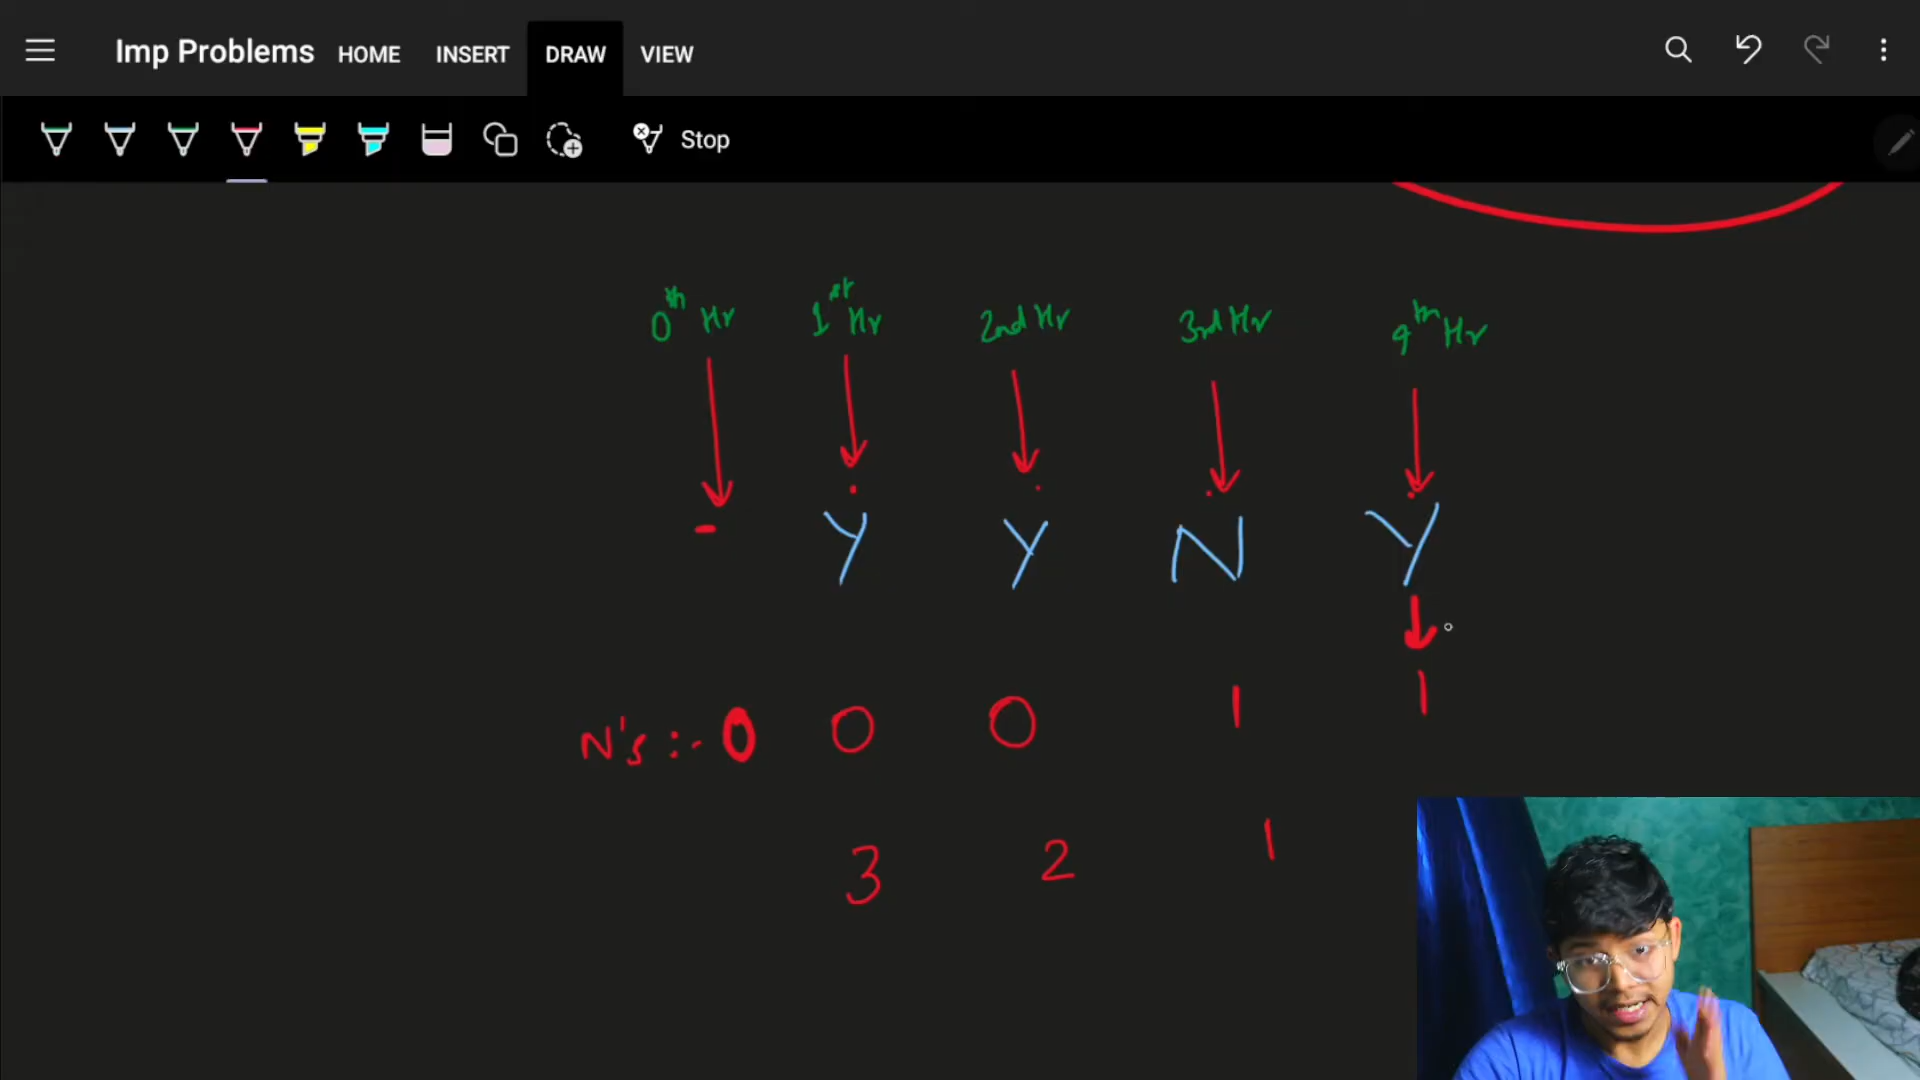 Imp Problems HOME INSERT DRAW VIEW
Stop
0th Hr 1st Hr 2nd Hr 3rd Hr 4th Hr
- Y Y N Y
N's :- 0 0 0 1 1
3 2 1